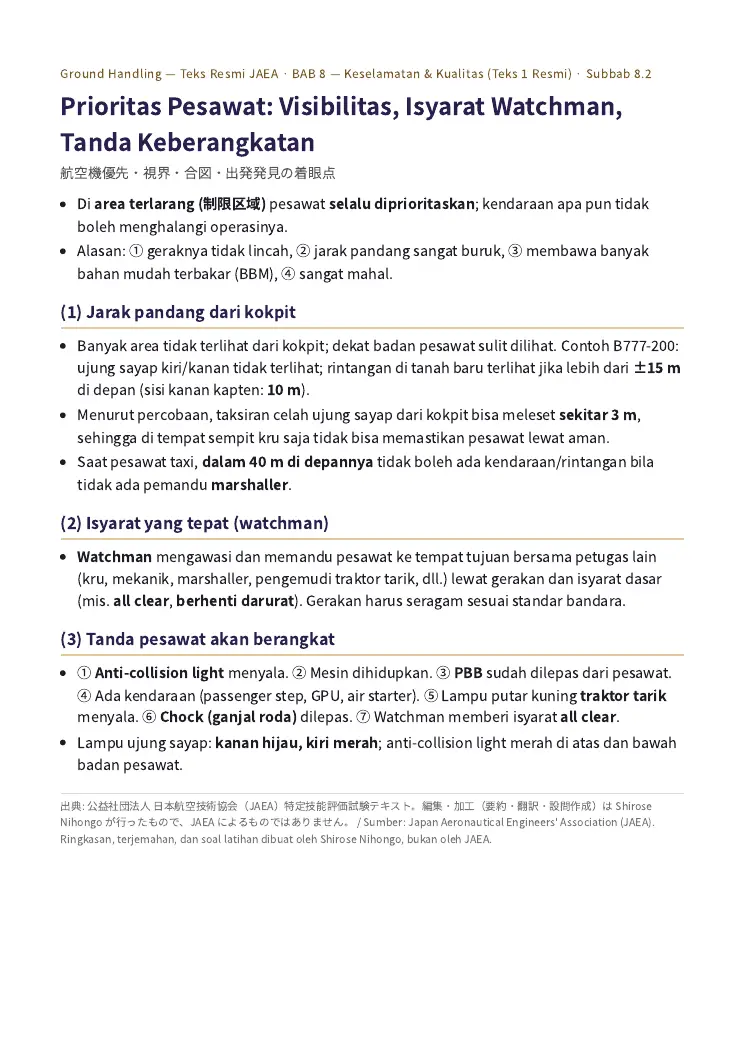 Ground Handling — Teks Resmi JAEA · BAB 8 — Keselamatan & Kualitas (Teks 1 Resmi) · Subbab 8.2
Prioritas Pesawat: Visibilitas, Isyarat Watchman,
Tanda Keberangkatan
航空機優先・視界・合図・出発発見の着眼点
• Di area terlarang (制限区域) pesawat selalu diprioritaskan; kendaraan apa pun tidak
boleh menghalangi operasinya.
• Alasan: ① geraknya tidak lincah, ② jarak pandang sangat buruk, ③ membawa banyak
bahan mudah terbakar (BBM), ④ sangat mahal.
(1) Jarak pandang dari kokpit
• Banyak area tidak terlihat dari kokpit; dekat badan pesawat sulit dilihat. Contoh B777-200:
ujung sayap kiri/kanan tidak terlihat; rintangan di tanah baru terlihat jika lebih dari ±15 m
di depan (sisi kanan kapten: 10 m).
• Menurut percobaan, taksiran celah ujung sayap dari kokpit bisa meleset sekitar 3 m,
sehingga di tempat sempit kru saja tidak bisa memastikan pesawat lewat aman.
• Saat pesawat taxi, dalam 40 m di depannya tidak boleh ada kendaraan/rintangan bila
tidak ada pemandu marshaller.
(2) Isyarat yang tepat (watchman)
• Watchman mengawasi dan memandu pesawat ke tempat tujuan bersama petugas lain
(kru, mekanik, marshaller, pengemudi traktor tarik, dll.) lewat gerakan dan isyarat dasar
(mis. all clear, berhenti darurat). Gerakan harus seragam sesuai standar bandara.
(3) Tanda pesawat akan berangkat
• ① Anti-collision light menyala. ② Mesin dihidupkan. ③ PBB sudah dilepas dari pesawat.
④ Ada kendaraan (passenger step, GPU, air starter). ⑤ Lampu putar kuning traktor tarik
menyala. ⑥ Chock (ganjal roda) dilepas. ⑦ Watchman memberi isyarat all clear.
• Lampu ujung sayap: kanan hijau, kiri merah; anti-collision light merah di atas dan bawah
badan pesawat.
出典: 公益社団法人 日本航空技術協会（JAEA）特定技能評価試験テキスト。編集・加工（要約・翻訳・設問作成）は Shirose
Nihongo が行ったもので、JAEA によるものではありません。 / Sumber: Japan Aeronautical Engineers' Association (JAEA).
Ringkasan, terjemahan, dan soal latihan dibuat oleh Shirose Nihongo, bukan oleh JAEA.